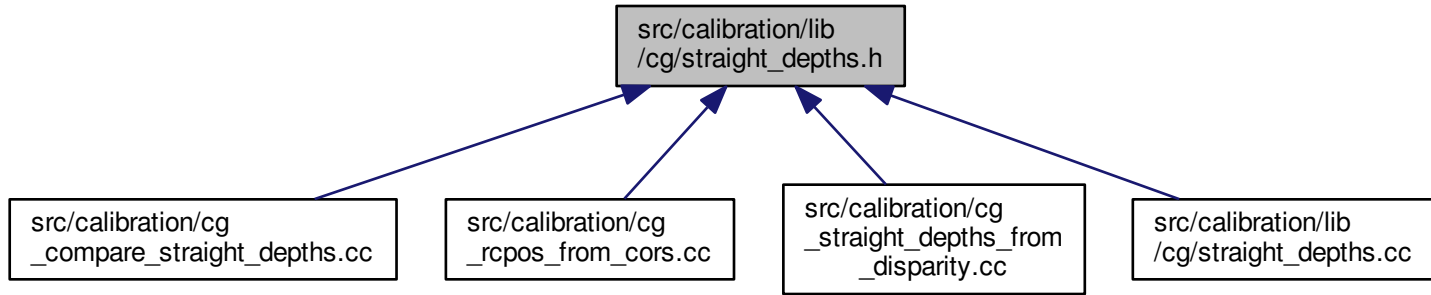 src/calibration/lib
/cg/straight_depths.h
src/calibration/cg
_compare_straight_depths.cc
src/calibration/cg
_rcpos_from_cors.cc
src/calibration/cg
_straight_depths_from
_disparity.cc
src/calibration/lib
/cg/straight_depths.cc